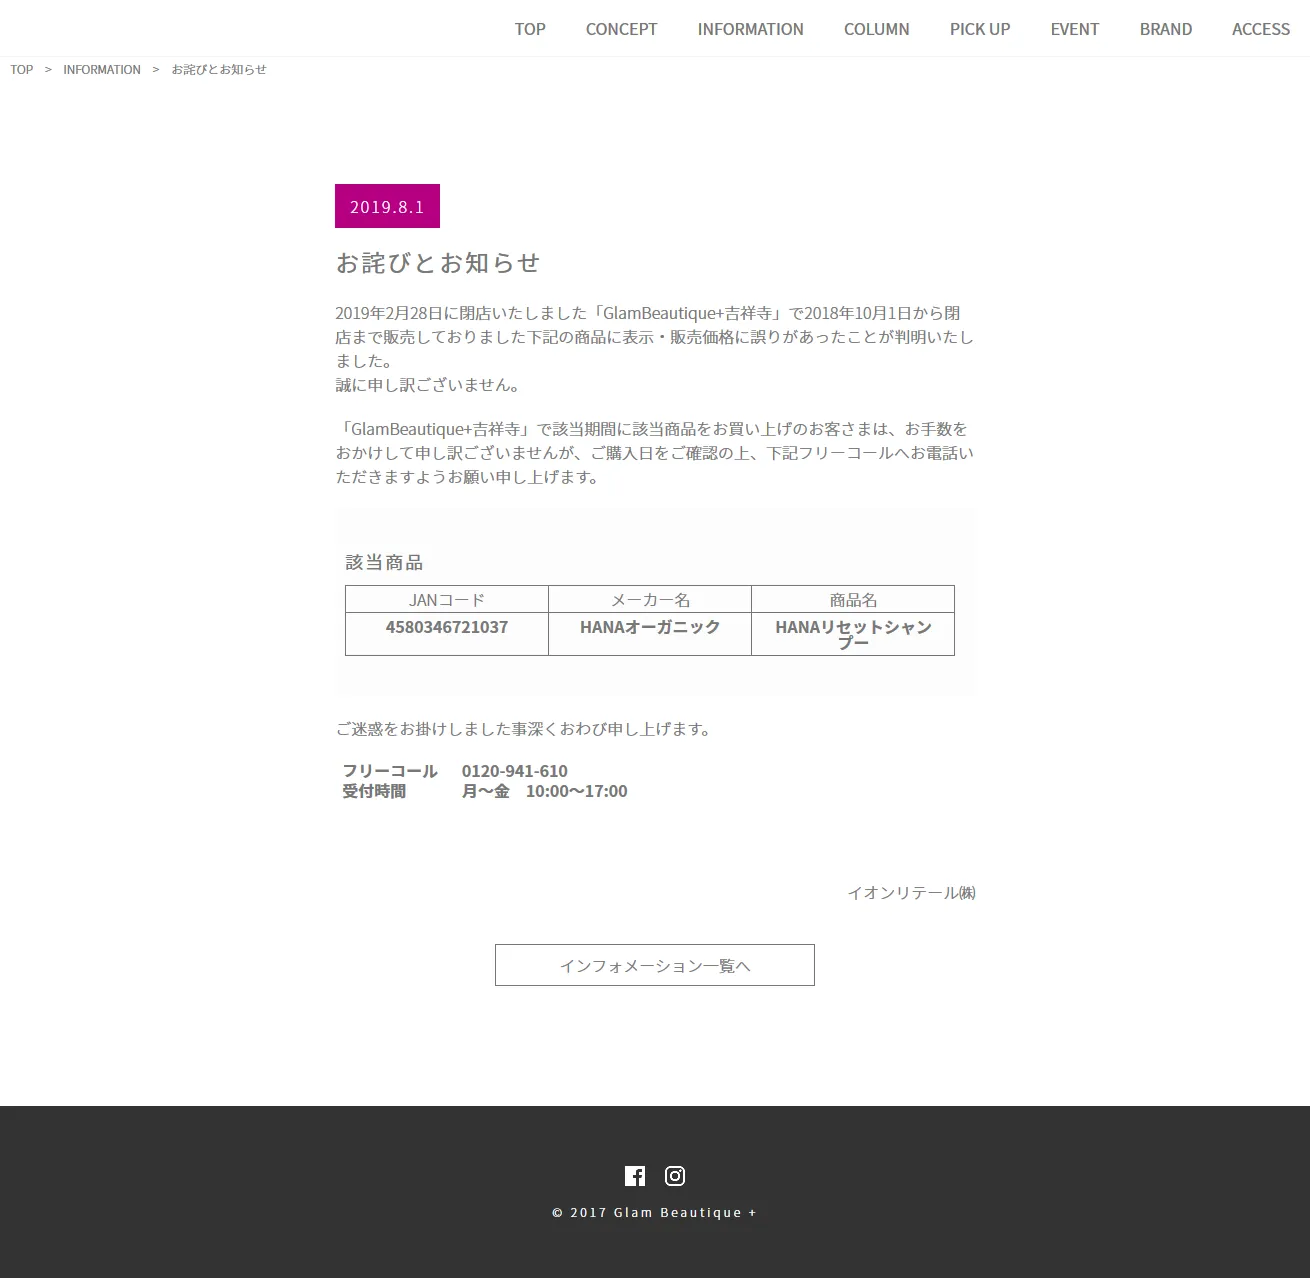 TOP CONCEPT INFORMATION COLUMN PICK UP EVENT BRAND ACCESS
TOP > INFORMATION > お詫びとお知らせ
2019.8.1
お詫びとお知らせ
2019年2月28日に閉店いたしました「GlamBeautique+吉祥寺」で2018年10月1日から閉
店まで販売しておりました下記の商品に表示・販売価格に誤りがあったことが判明いたし
ました。
誠に申し訳ございません。
「GlamBeautique+吉祥寺」で該当期間に該当商品をお買い上げのお客さまは、お手数を
おかけして申し訳ございませんが、ご購入日をご確認の上、下記フリーコールへお電話い
ただきますようお願い申し上げます。
該当商品
JANコード メーカー名 商品名
4580346721037 HANAオーガニック HANAリセットシャン
プー
ご迷惑をお掛けしました事深くおわび申し上げます。
フリーコール 0120-941-610
受付時間 月〜金 10:00〜17:00
イオンリテール㈱
インフォメーション一覧へ
© 2017 Glam Beautique +